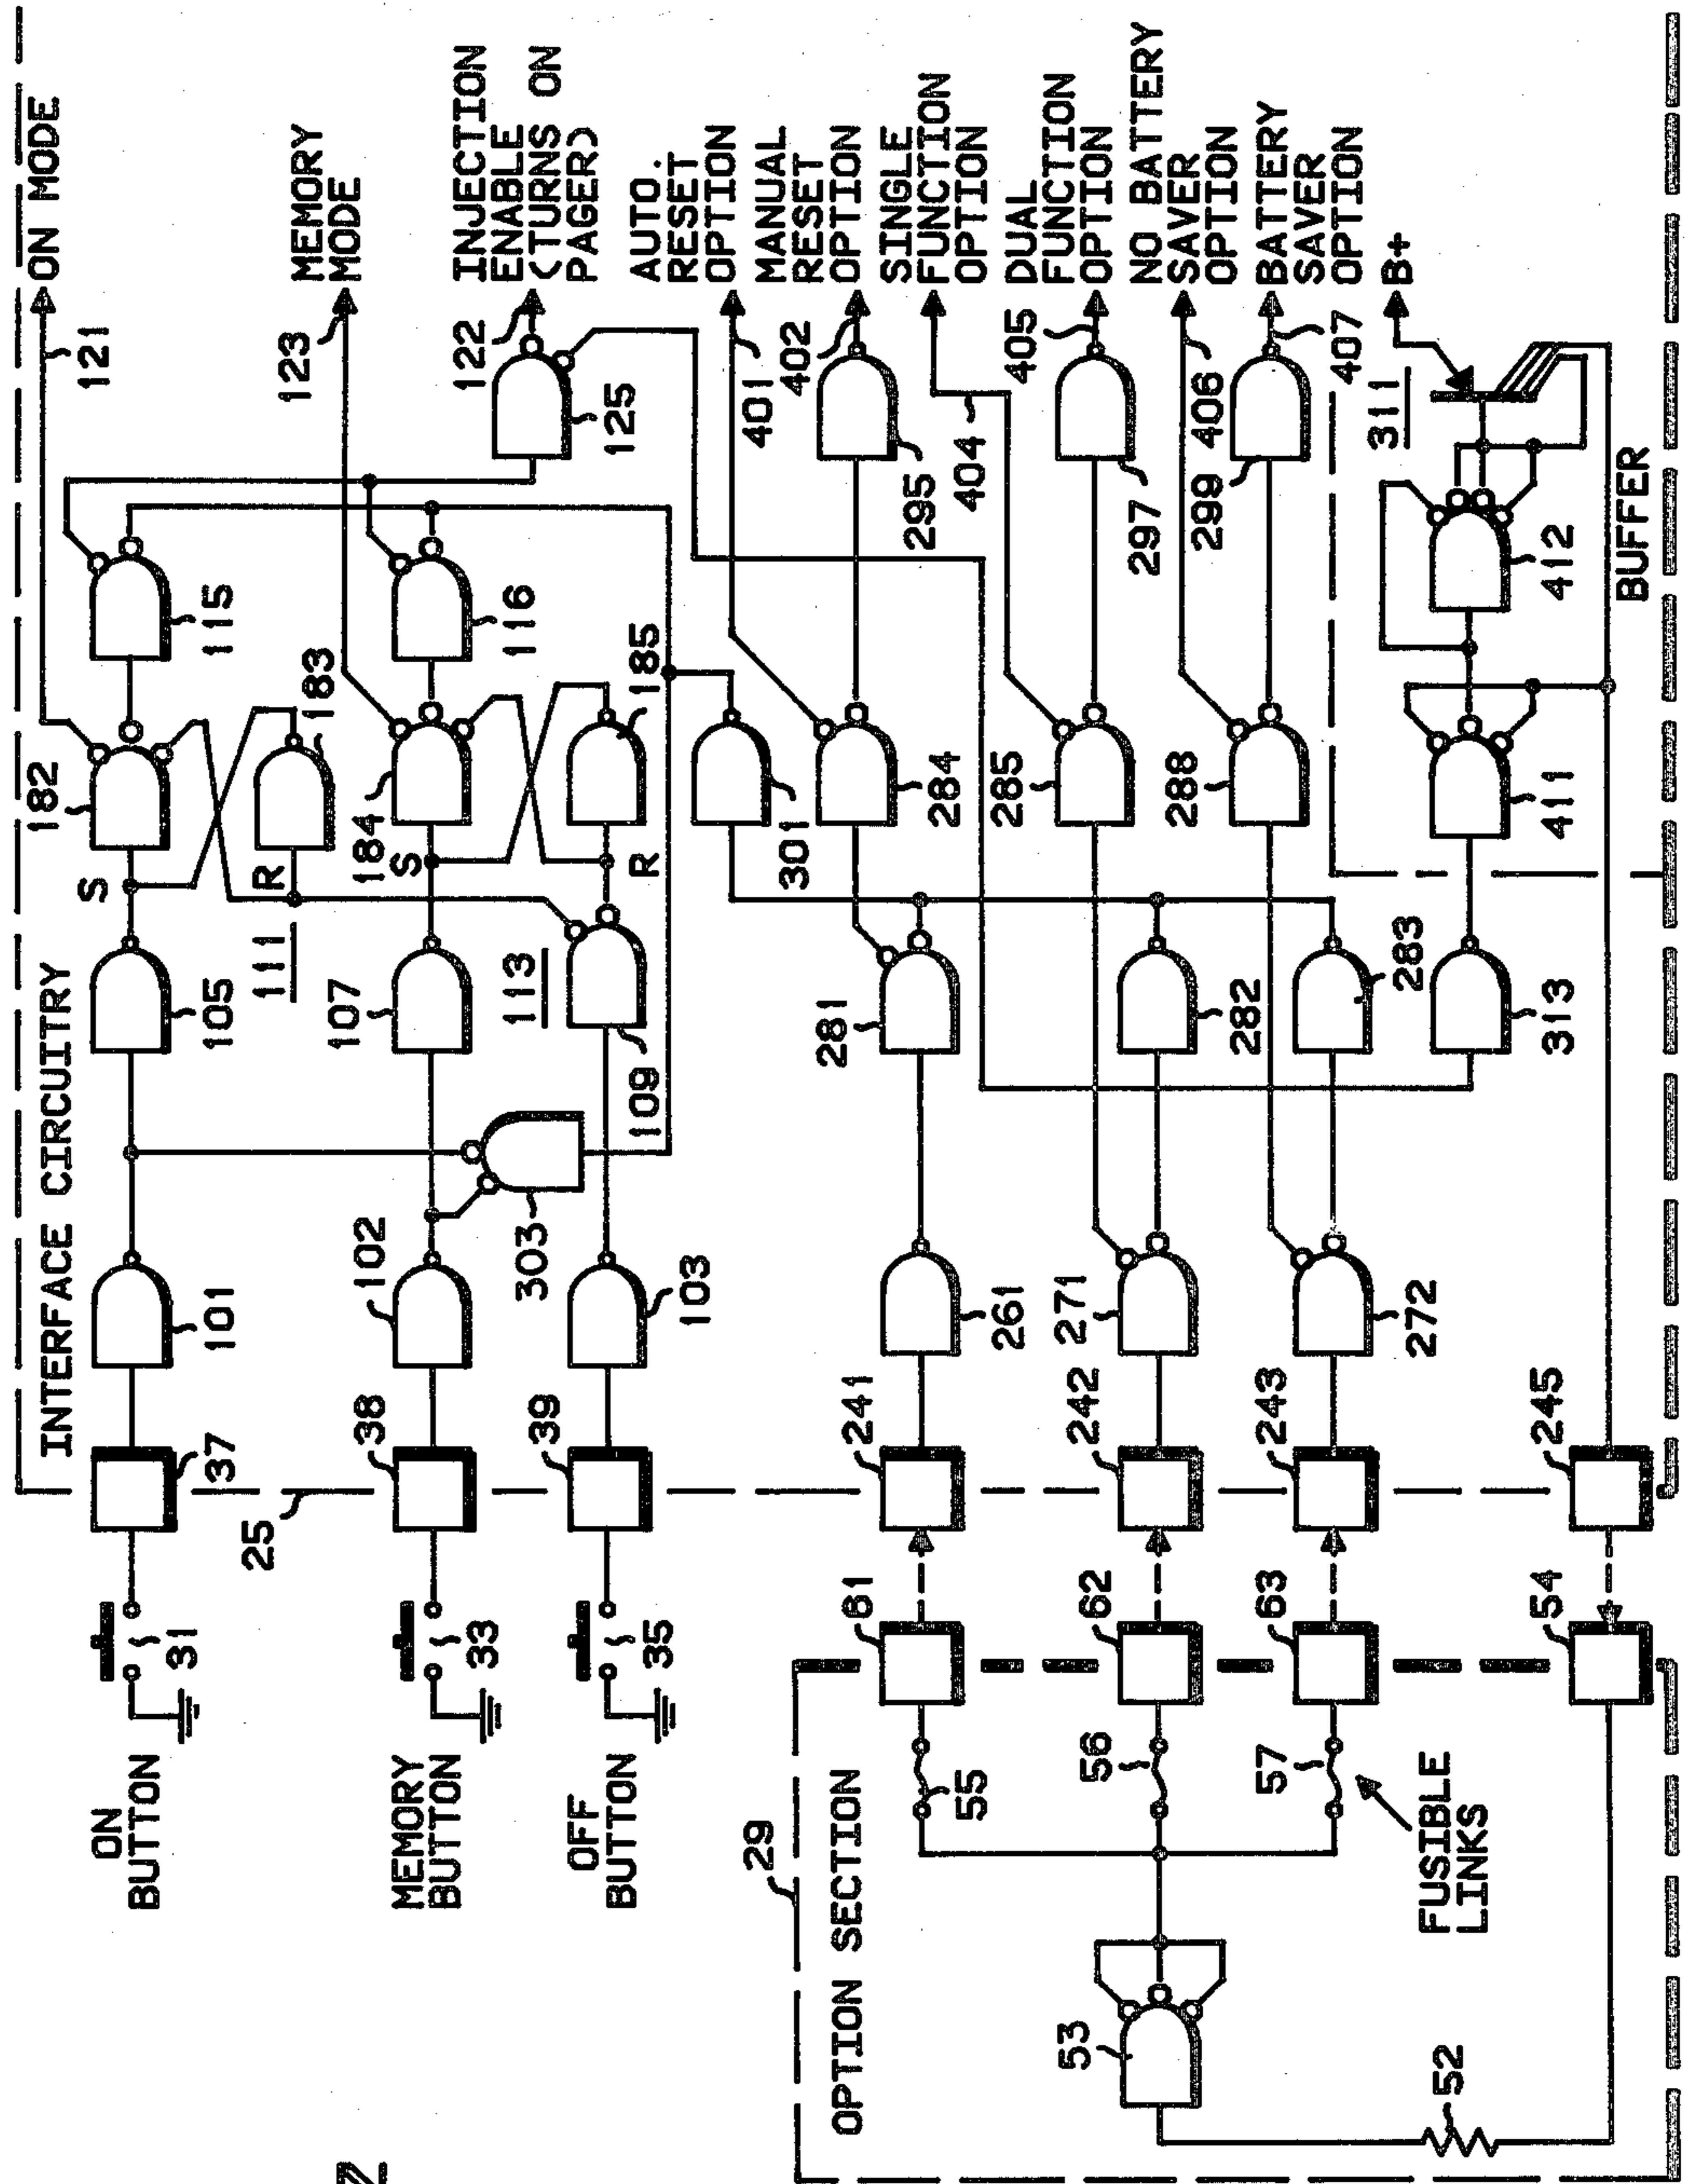 INTERFACE CIRCUITRY
ON
BUTTON
31
37
101
105
S
182
115
121
ON MODE
25
111
R
183
MEMORY
BUTTON
33
38
102
107
184
S
116
123
MEMORY
MODE
303
113
122
125
INJECTION
ENABLE
(TURNS ON
PAGER)
OFF
BUTTON
35
39
103
109
R
185
301
401
AUTO.
RESET
OPTION
29
OPTION SECTION
55
61
241
261
281
284
295
402
MANUAL
RESET
OPTION
404
SINGLE
FUNCTION
OPTION
53
56
62
242
271
282
285
297
405
DUAL
FUNCTION
OPTION
57
63
243
272
283
288
299
406
NO BATTERY
SAVER
OPTION
407
BATTERY
SAVER
OPTION
FUSIBLE
LINKS
313
411
412
311
B+
52
54
245
BUFFER